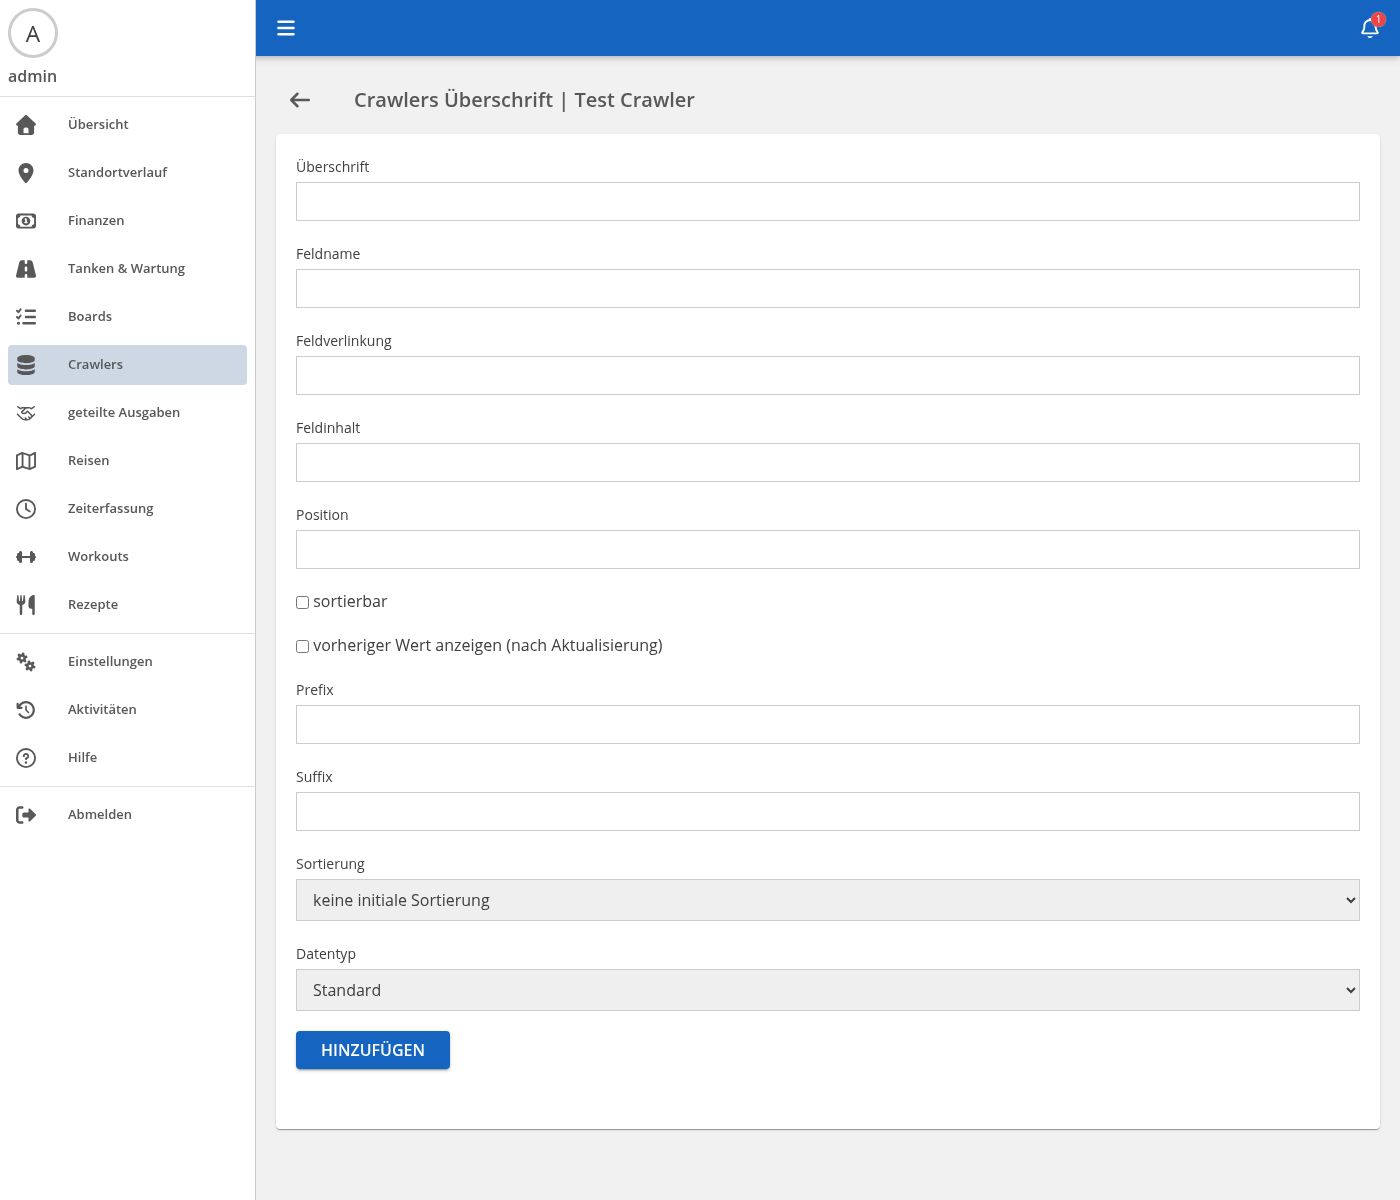 A
admin
Übersicht
Standortverlauf
Finanzen
Tanken & Wartung
Boards
Crawlers
geteilte Ausgaben
Reisen
Zeiterfassung
Workouts
Rezepte
Einstellungen
Aktivitäten
Hilfe
Abmelden
1
Crawlers Überschrift | Test Crawler
Überschrift
Feldname
Feldverlinkung
Feldinhalt
Position
sortierbar
vorheriger Wert anzeigen (nach Aktualisierung)
Prefix
Suffix
Sortierung
keine initiale Sortierung
Datentyp
Standard
HINZUFÜGEN